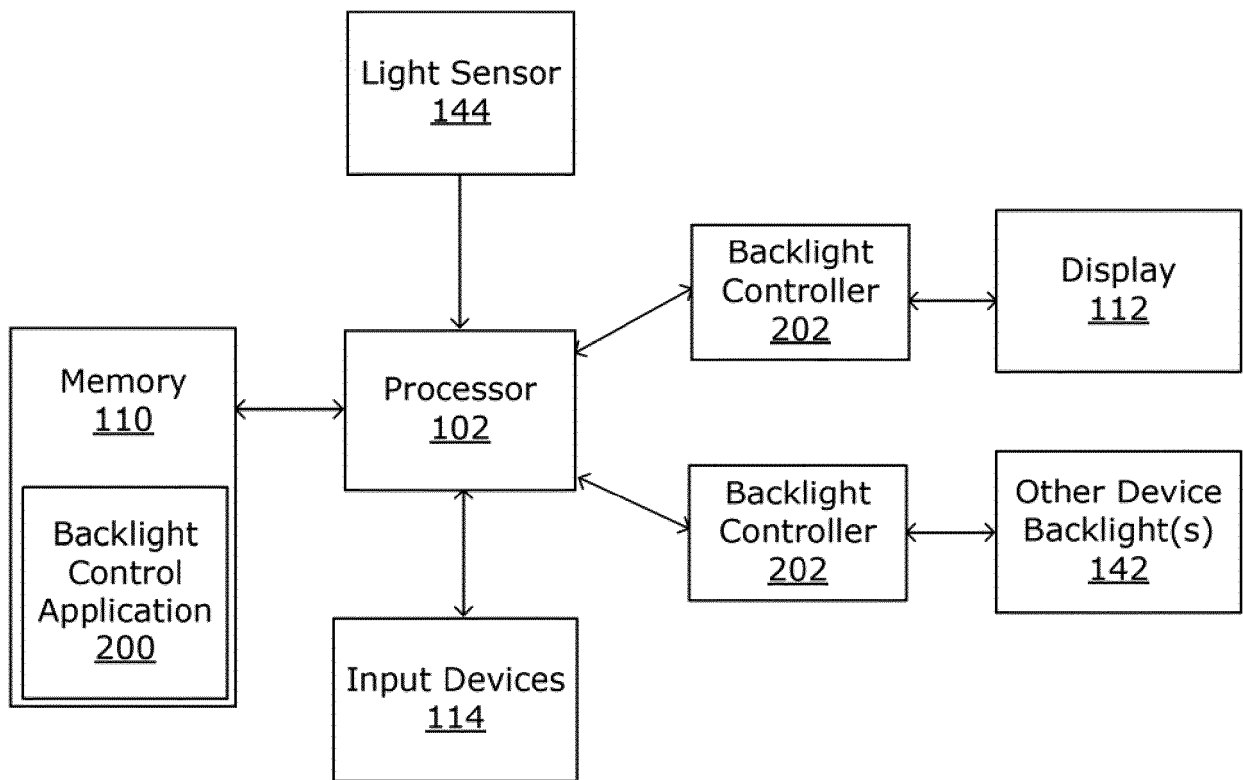 Light Sensor
144
Backlight
Controller
202
Display
112
Memory
110
Processor
102
Backlight
Control
Application
200
Backlight
Controller
202
Other Device
Backlight(s)
142
Input Devices
114